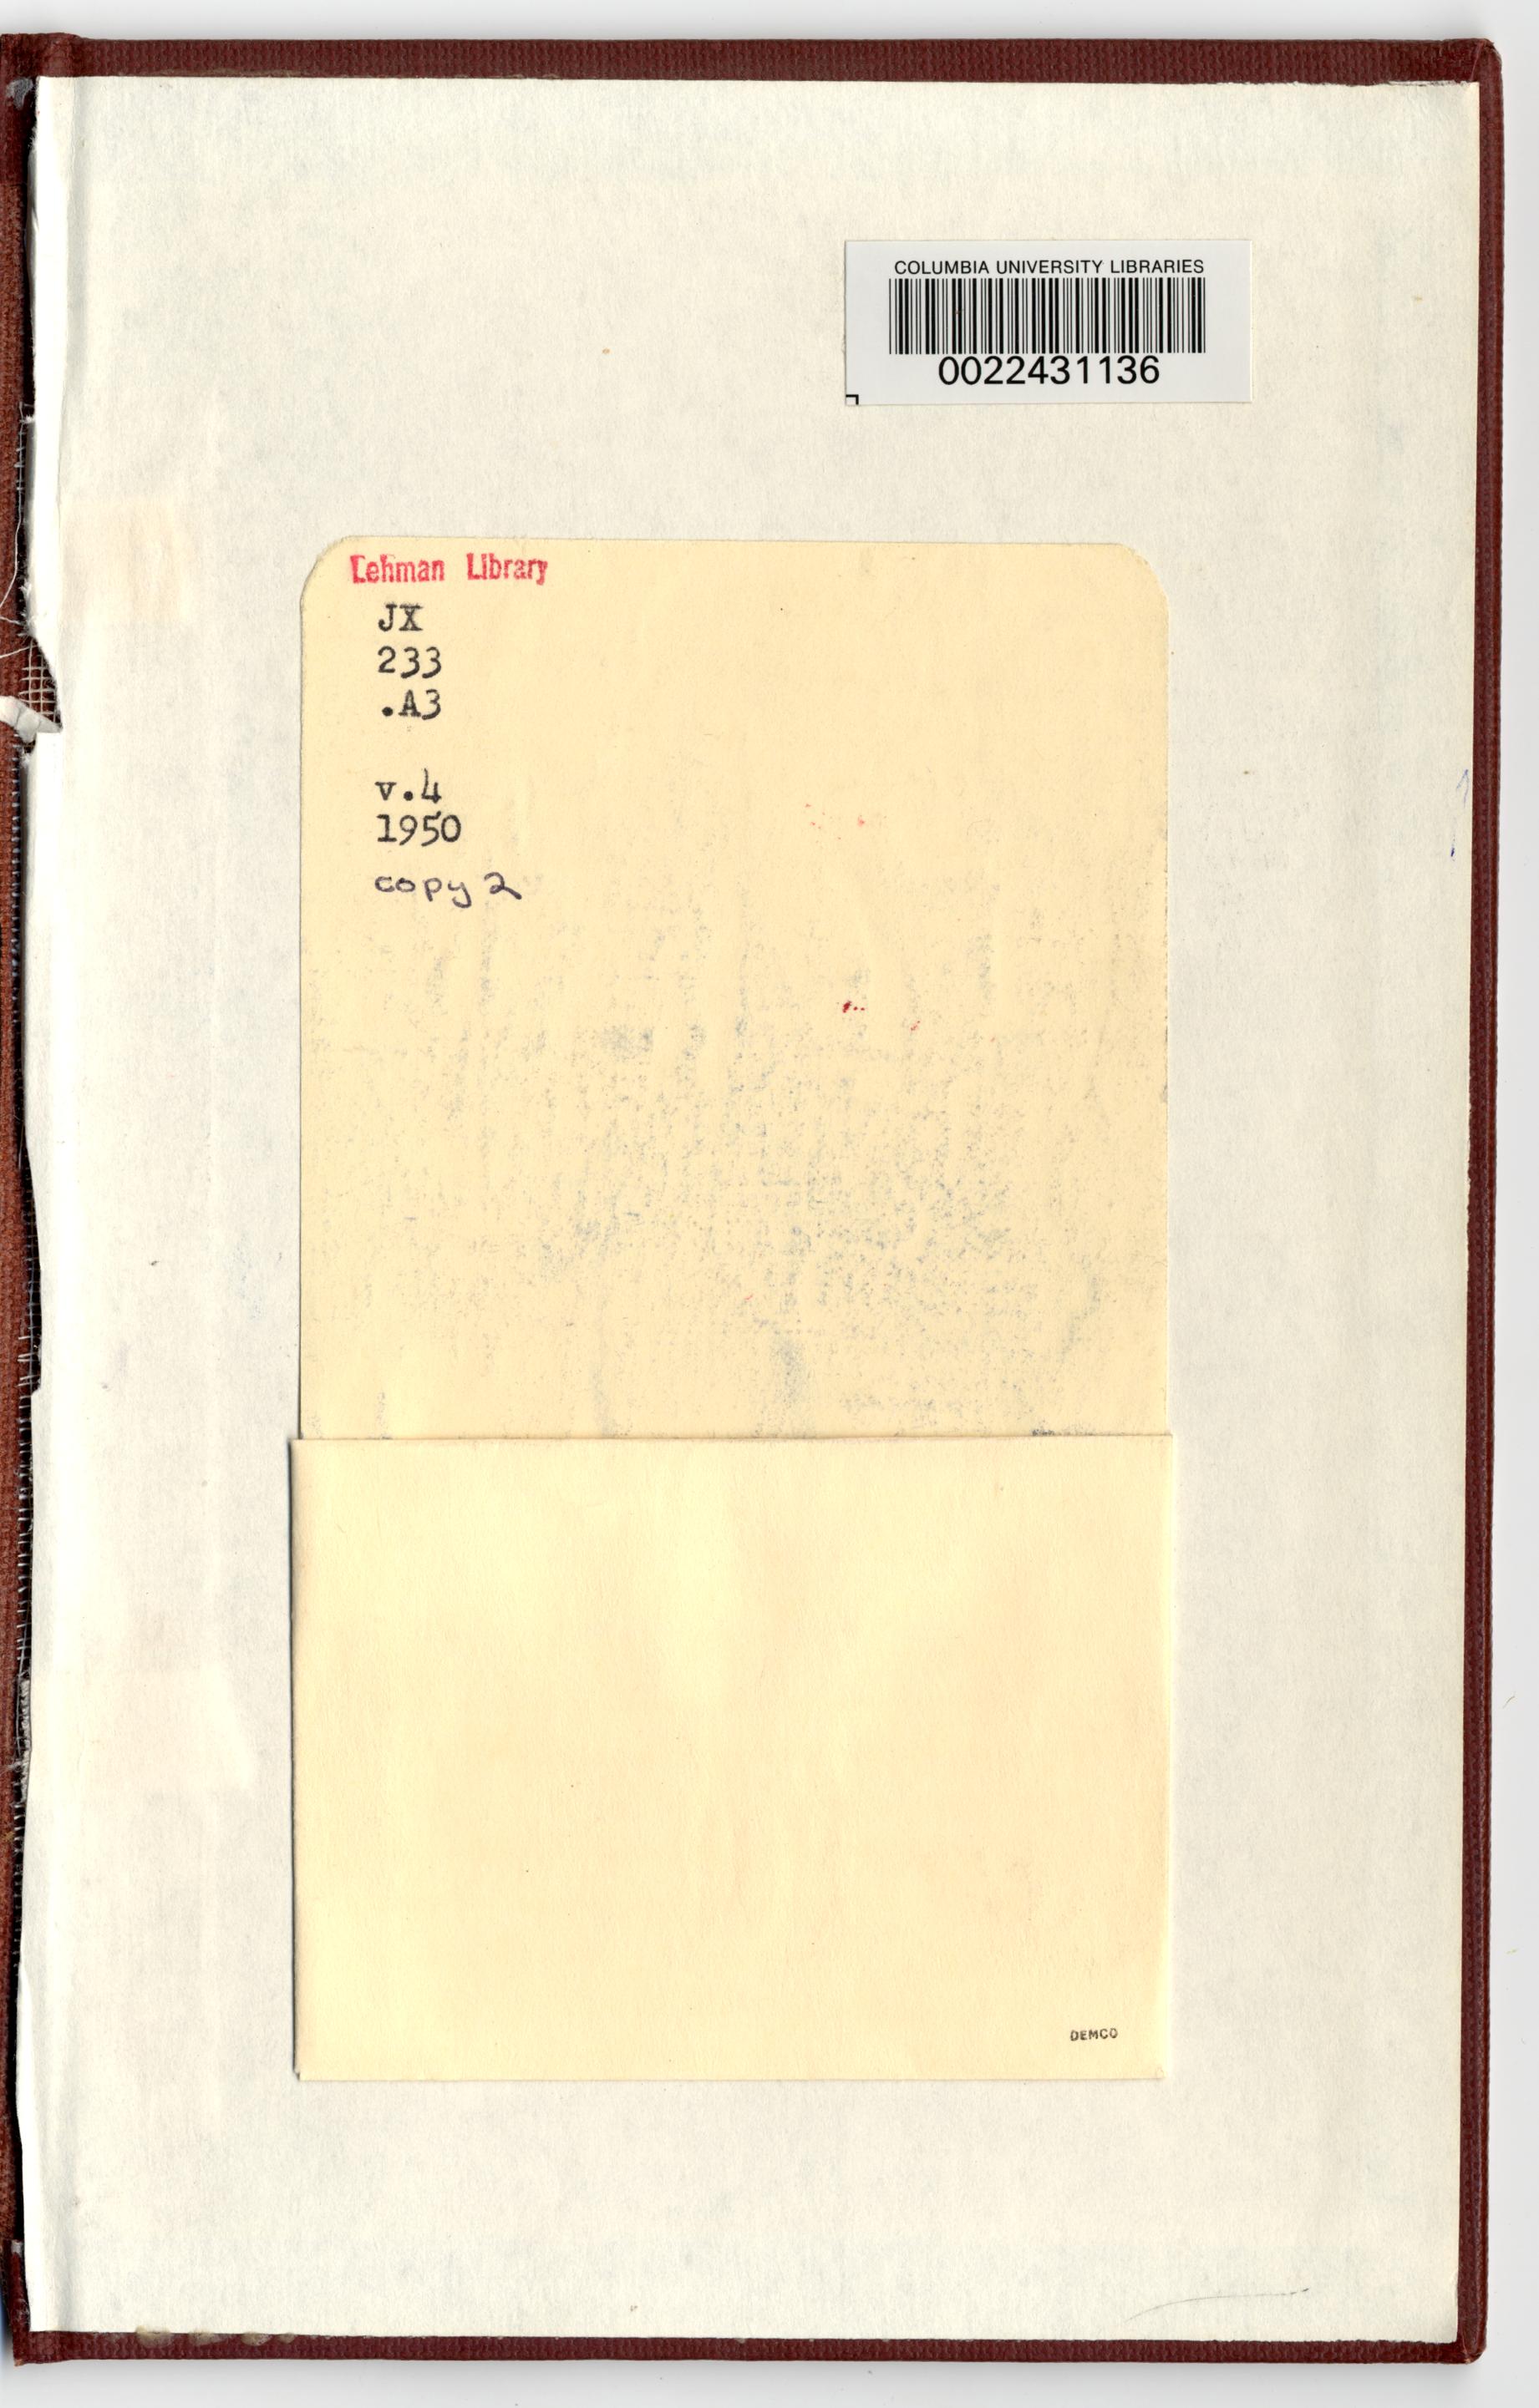 COLUMBIA UNIVERSITY LIBRARIES
0022431136
Lehman Library
JX
233
.A3
v.4
1950
copy 2
DEMCO